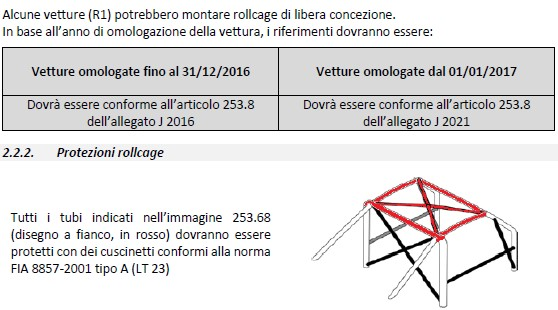 Alcune vetture (R1) potrebbero montare rollcage di libera concezione.
In base all'anno di omologazione della vettura, i riferimenti dovranno essere:
Vetture omologate fino al 31/12/2016
Vetture omologate dal 01/01/2017
Dovrà essere conforme all'articolo 253.8
dell'allegato J 2016
Dovrà essere conforme all'articolo 253.8
dell'allegato J 2021
2.2.2. Protezioni rollcage
Tutti i tubi indicati nell'immagine 253.68
(disegno a fianco, in rosso) dovranno essere
protetti con dei cuscinetti conformi alla norma
FIA 8857-2001 tipo A (LT 23)